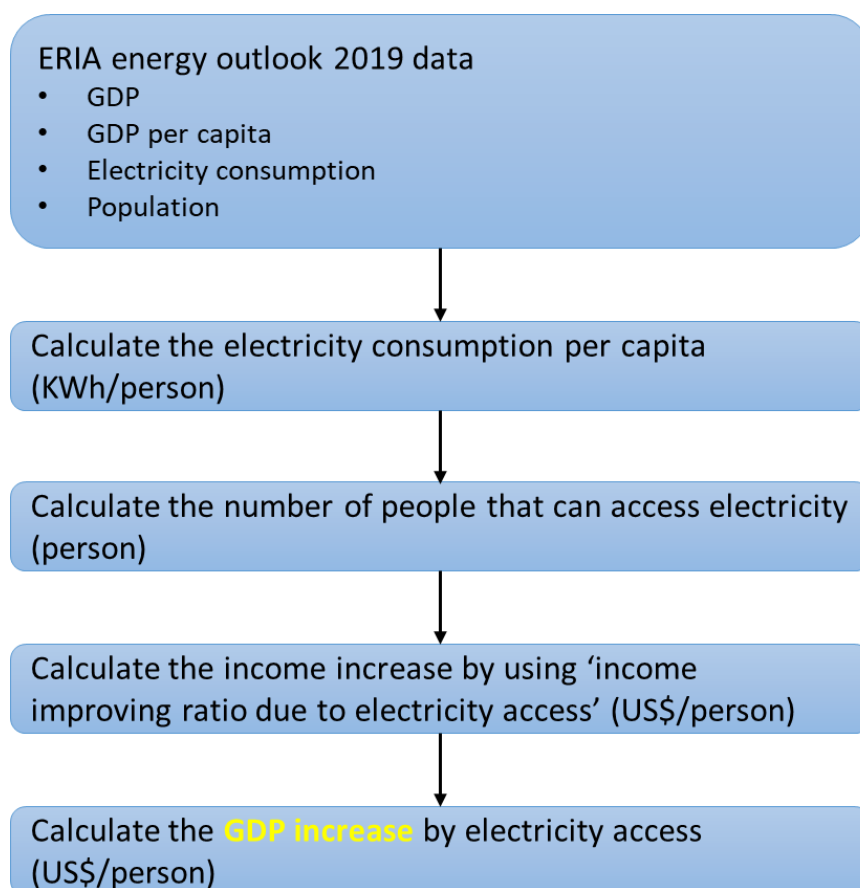 ERIA energy outlook 2019 data
• GDP
• GDP per capita
• Electricity consumption
• Population
Calculate the electricity consumption per capita
(KWh/person)
Calculate the number of people that can access electricity
(person)
Calculate the income increase by using ‘income
improving ratio due to electricity access’ (US$/person)
Calculate the GDP increase by electricity access
(US$/person)